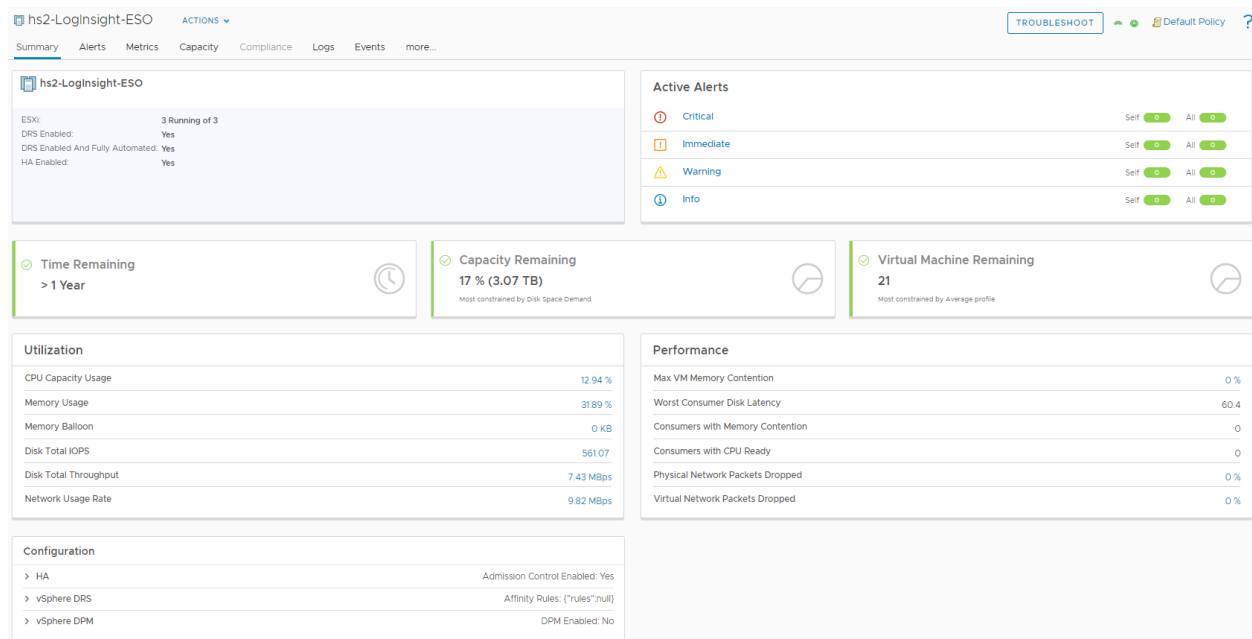 hs2-LogInsight-ESO ACTIONS
TROUBLESHOOT Default Policy ?
Summary Alerts Metrics Capacity Compliance Logs Events more...
hs2-LogInsight-ESO
ESXi: 3 Running of 3
DRS Enabled: Yes
DRS Enabled And Fully Automated: Yes
HA Enabled: Yes
Active Alerts
Critical Self 0 All 0
Immediate Self 0 All 0
Warning Self 0 All 0
Info Self 0 All 0
Time Remaining
> 1 Year
Capacity Remaining
17 % (3.07 TB)
Most constrained by Disk Space Demand
Virtual Machine Remaining
21
Most constrained by Average profile
Utilization
CPU Capacity Usage 12.94 %
Memory Usage 31.89 %
Memory Balloon 0 KB
Disk Total IOPS 561.07
Disk Total Throughput 7.43 MBps
Network Usage Rate 9.82 MBps
Performance
Max VM Memory Contention 0 %
Worst Consumer Disk Latency 60.4
Consumers with Memory Contention 0
Consumers with CPU Ready 0
Physical Network Packets Dropped 0 %
Virtual Network Packets Dropped 0 %
Configuration
> HA Admission Control Enabled: Yes
> vSphere DRS Affinity Rules: {"rules":null}
> vSphere DPM DPM Enabled: No